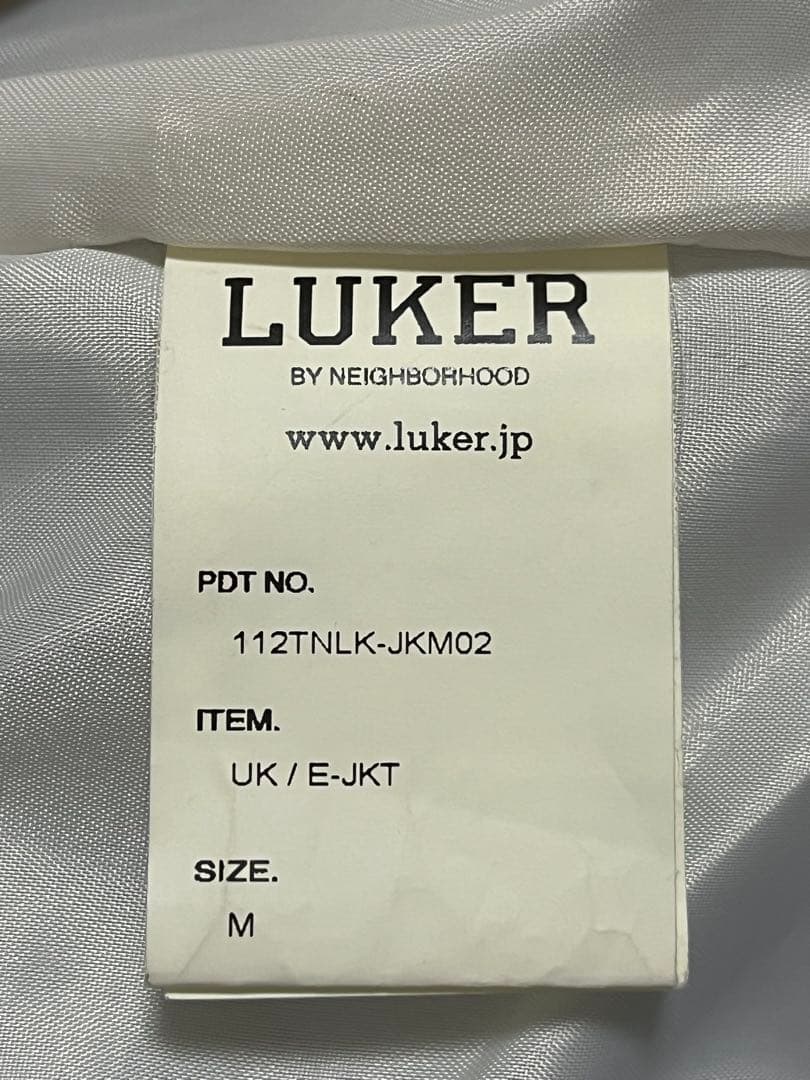 LUKER
BY NEIGHBORHOOD
www.luker.jp
PDT NO.
112TNLK-JKM02
ITEM.
UK / E-JKT
SIZE.
M